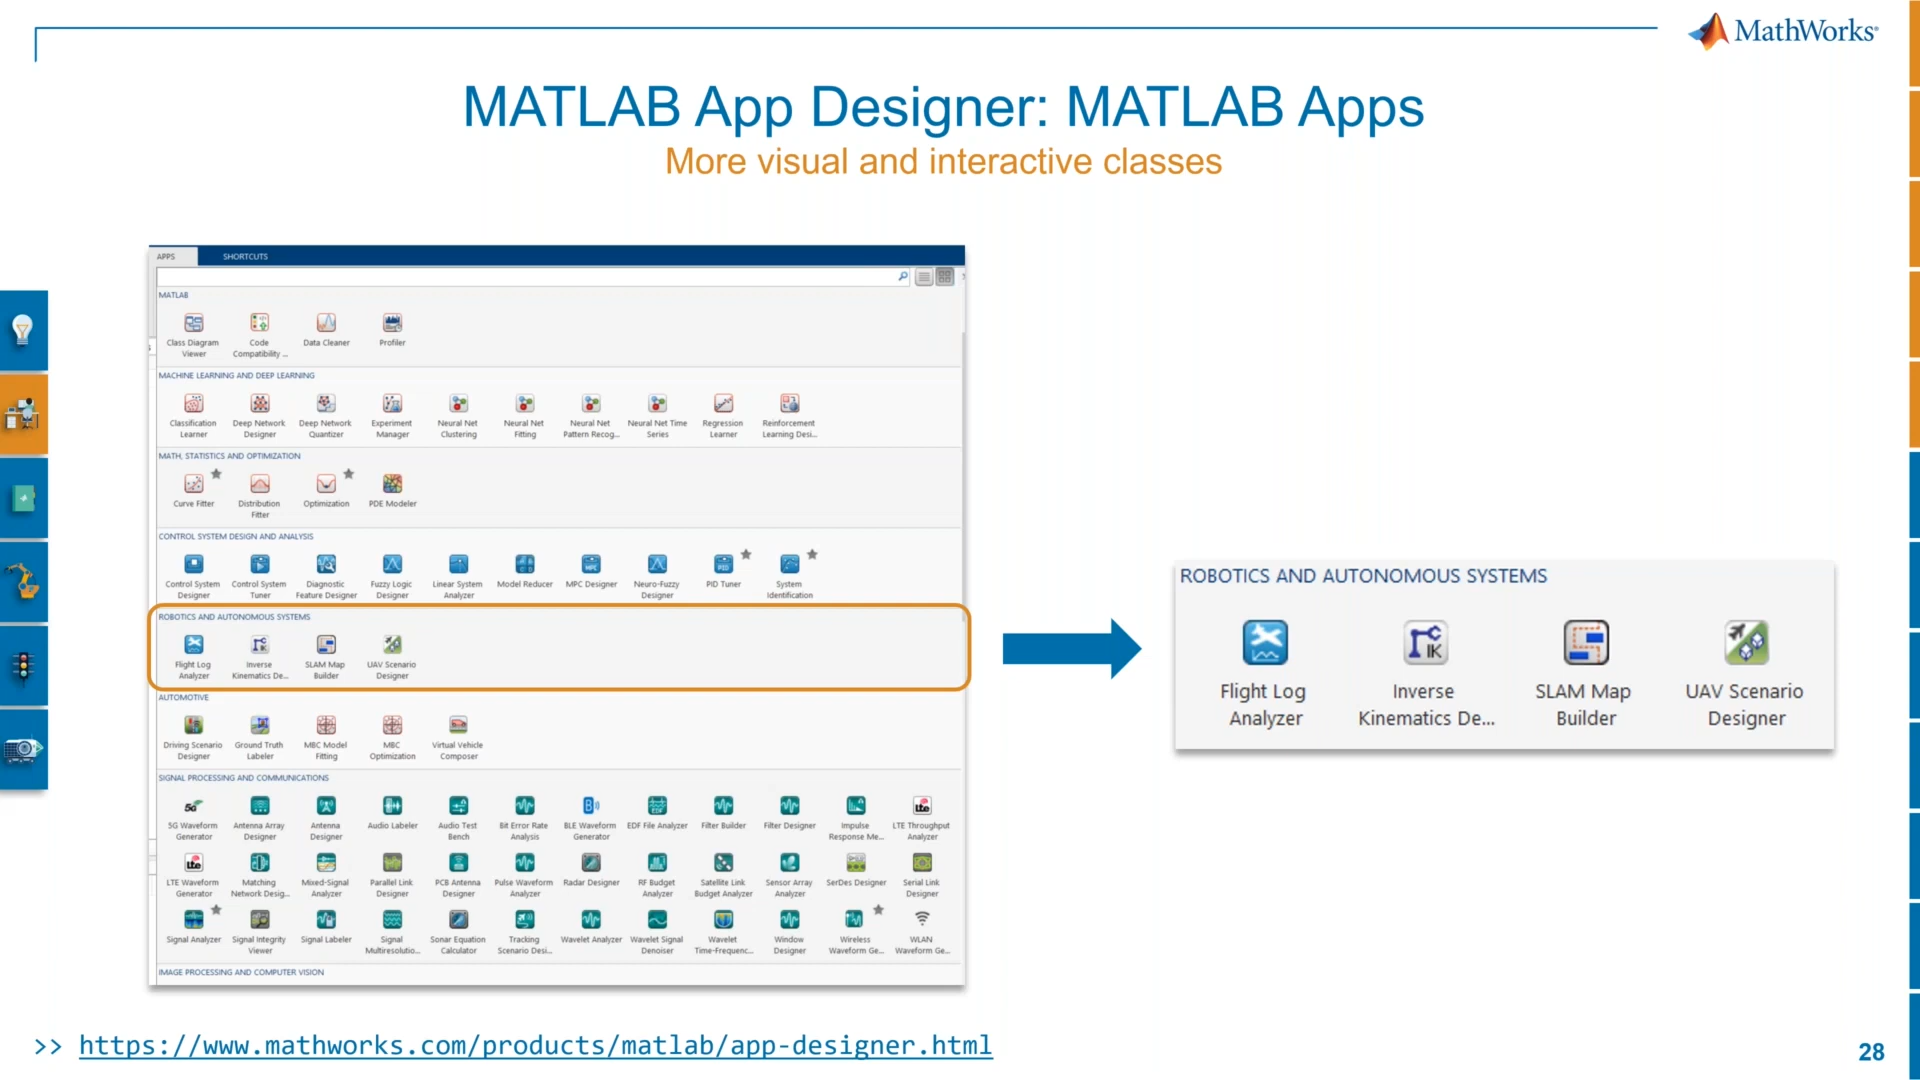 MathWorks®
MATLAB App Designer: MATLAB Apps
More visual and interactive classes
APPS SHORTCUTS
MATLAB
Class Diagram Viewer
Code Compatibility ...
Data Cleaner
Profiler
MACHINE LEARNING AND DEEP LEARNING
Classification Learner
Deep Network Designer
Deep Network Quantizer
Experiment Manager
Neural Net Clustering
Neural Net Fitting
Neural Net Pattern Recog...
Neural Net Time Series
Regression Learner
Reinforcement Learning Desi...
MATH, STATISTICS AND OPTIMIZATION
Curve Fitter
Distribution Fitter
Optimization
PDE Modeler
CONTROL SYSTEM DESIGN AND ANALYSIS
Control System Designer
Control System Tuner
Diagnostic Feature Designer
Fuzzy Logic Designer
Linear System Analyzer
Model Reducer
MPC Designer
Neuro-Fuzzy Designer
PID Tuner
System Identification
ROBOTICS AND AUTONOMOUS SYSTEMS
Flight Log Analyzer
Inverse Kinematics De...
SLAM Map Builder
UAV Scenario Designer
AUTOMOTIVE
Driving Scenario Designer
Ground Truth Labeler
MBC Model Fitting
MBC Optimization
Virtual Vehicle Composer
SIGNAL PROCESSING AND COMMUNICATIONS
5G Waveform Generator
Antenna Array Designer
Antenna Designer
Audio Labeler
Audio Test Bench
Bit Error Rate Analysis
BLE Waveform Generator
EDF File Analyzer
Filter Builder
Filter Designer
Impulse Response Me...
LTE Throughput Analyzer
LTE Waveform Generator
Matching Network Desig...
Mixed-Signal Analyzer
Parallel Link Designer
PCB Antenna Designer
Pulse Waveform Analyzer
Radar Designer
RF Budget Analyzer
Satellite Link Budget Analyzer
Sensor Array Analyzer
SerDes Designer
Serial Link Designer
Signal Analyzer
Signal Integrity Viewer
Signal Labeler
Signal Multiresolutio...
Sonar Equation Calculator
Tracking Scenario Desi...
Wavelet Analyzer
Wavelet Signal Denoiser
Wavelet Time-Frequenc...
Window Designer
Wireless Waveform Ge...
WLAN Waveform Ge...
IMAGE PROCESSING AND COMPUTER VISION
ROBOTICS AND AUTONOMOUS SYSTEMS
IK
Flight Log Analyzer
Inverse Kinematics De...
SLAM Map Builder
UAV Scenario Designer
>> https://www.mathworks.com/products/matlab/app-designer.html
28